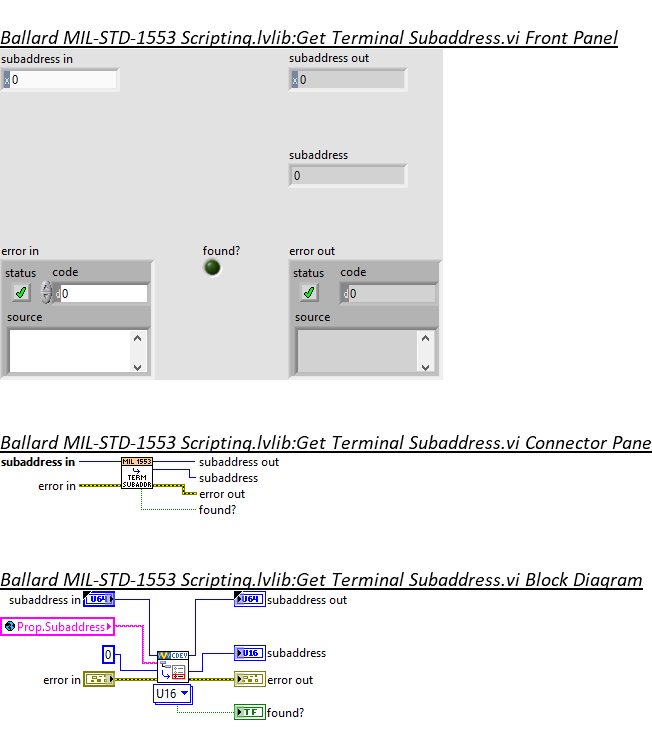 Ballard MIL-STD-1553 Scripting.lvlib:Get Terminal Subaddress.vi Front Panel
subaddress in
subaddress out
x 0
x 0
subaddress
0
error in
found?
error out
status code
status code
d 0
d 0
source
source
Ballard MIL-STD-1553 Scripting.lvlib:Get Terminal Subaddress.vi Connector Pane
subaddress in
MIL 1553
subaddress out
TERM
subaddress
error in
SUBADDR
error out
found?
Ballard MIL-STD-1553 Scripting.lvlib:Get Terminal Subaddress.vi Block Diagram
subaddress in
U64
U64
subaddress out
Prop.Subaddress
0
CDEV
U16
subaddress
error in
error out
U16
TF
found?